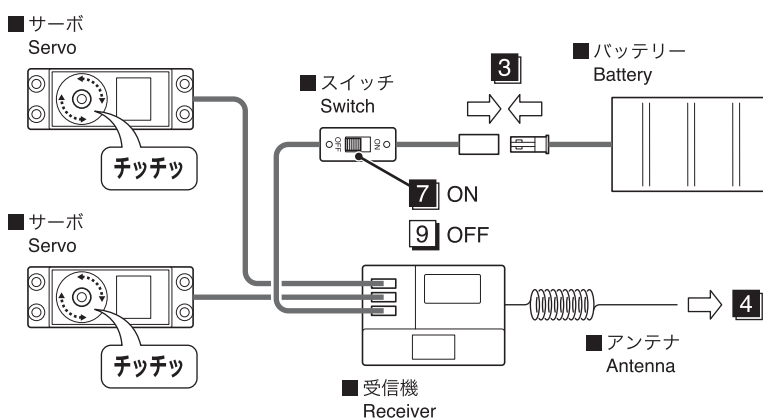 ■サーボ
Servo
チッチッ
■スイッチ
Switch
OFF
ON
3
■バッテリー
Battery
7 ON
9 OFF
■サーボ
Servo
チッチッ
4
■アンテナ
Antenna
■受信機
Receiver